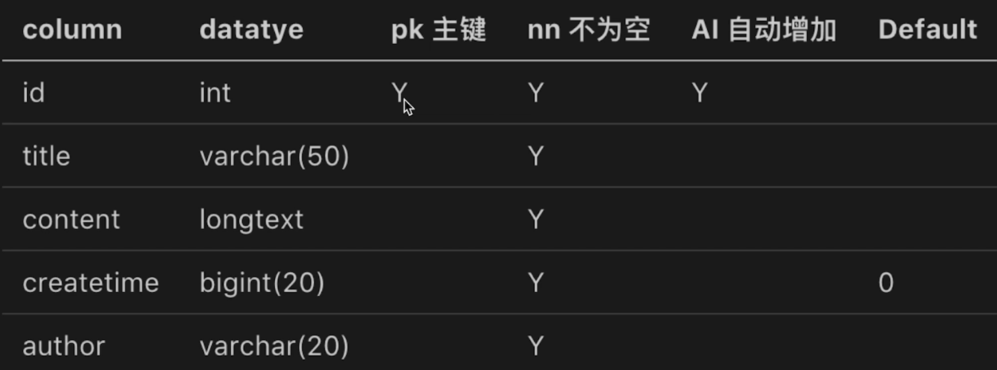 column datatye pk 主键 nn 不为空 AI 自动增加 Default
id int Y Y Y
title varchar(50) Y
content longtext Y
createtime bigint(20) Y 0
author varchar(20) Y